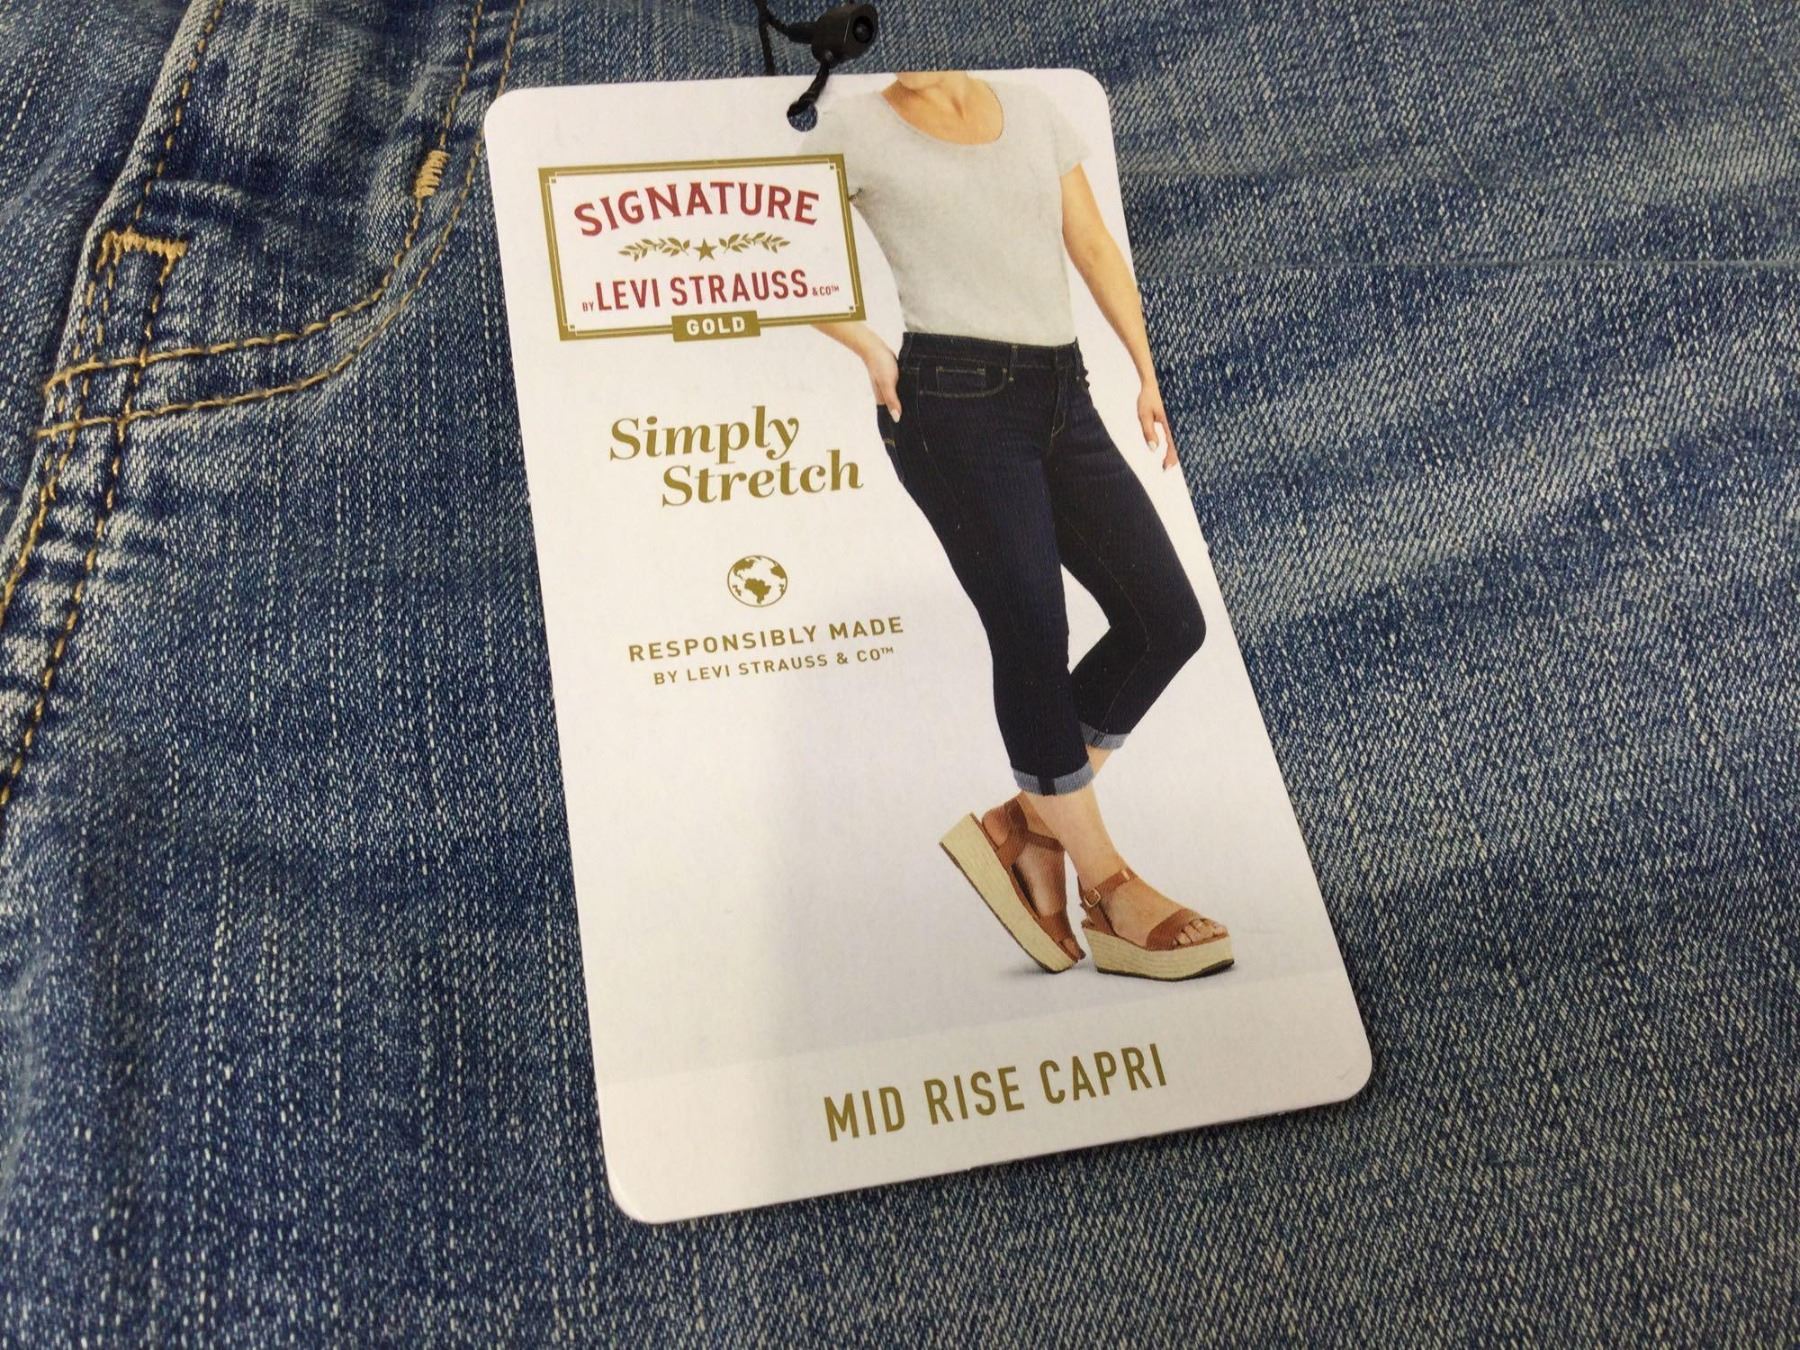 SIGNATURE
BY LEVI STRAUSS & CO™
GOLD
Simply
Stretch
RESPONSIBLY MADE
BY LEVI STRAUSS & CO™
MID RISE CAPRI